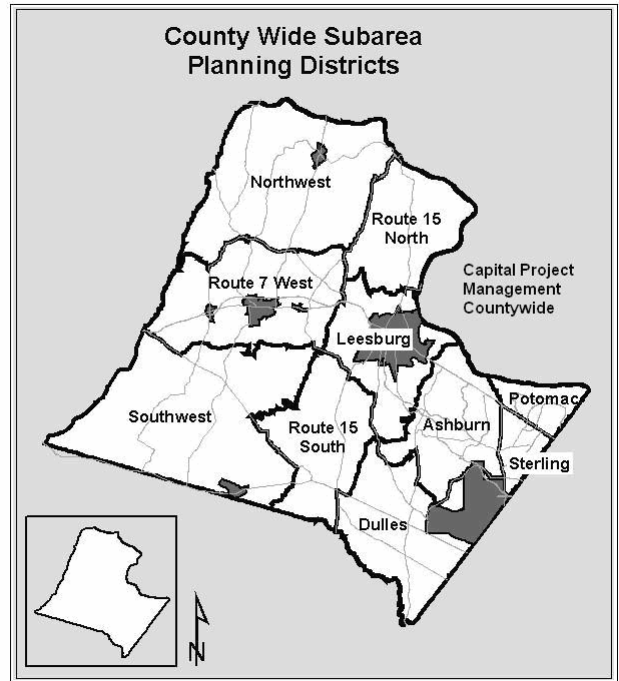 County Wide Subarea
Planning Districts
Northwest
Route 15
North
Capital Project
Management
Countywide
Route 7 West
Leesburg
Potomac
Southwest
Route 15
South
Ashburn
Sterling
Dulles
N